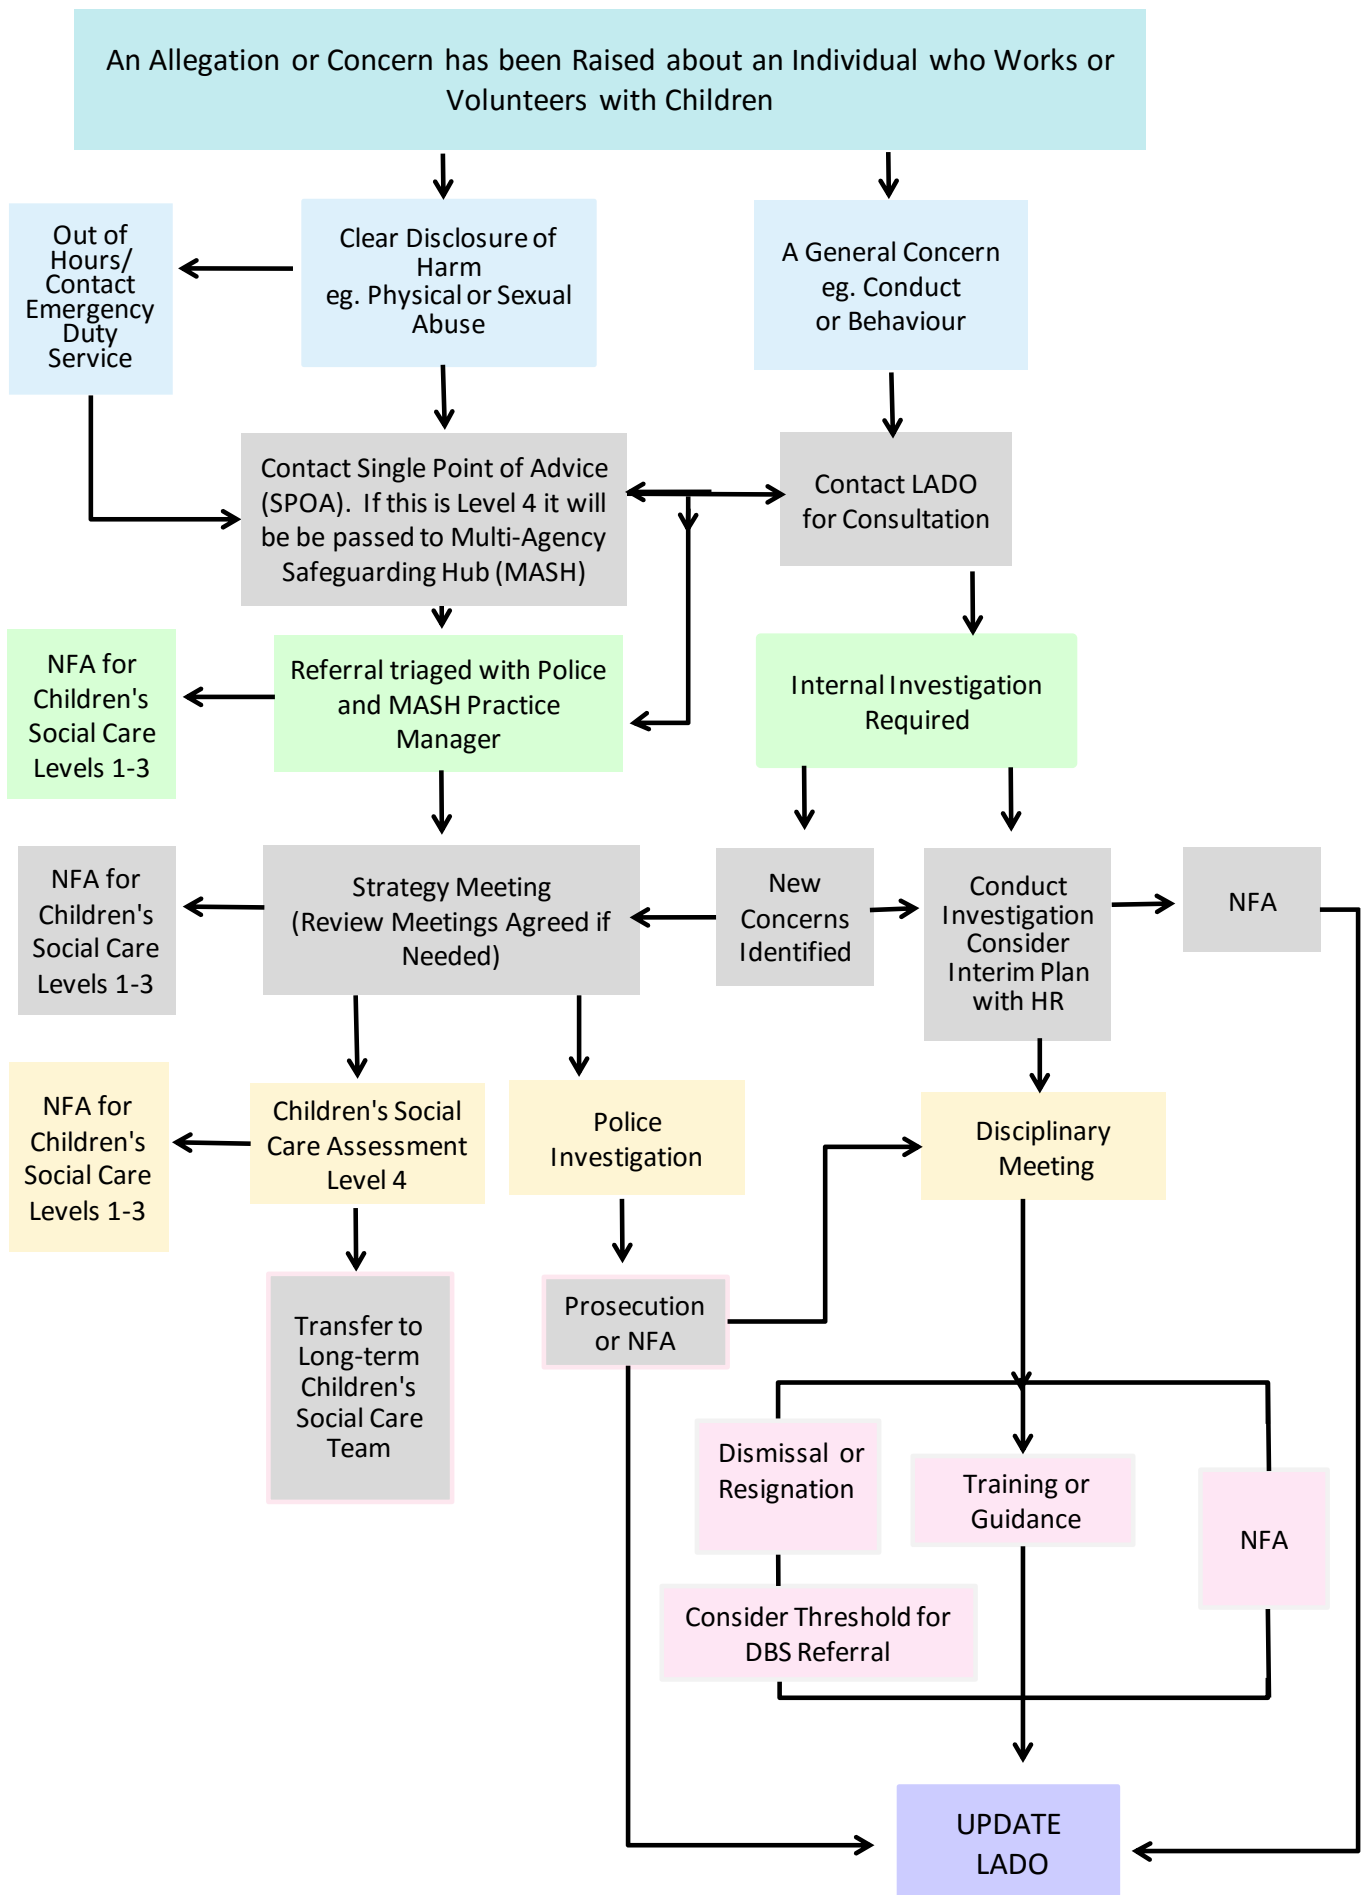 An Allegation or Concern has been Raised about an Individual who Works or
Volunteers with Children
Out of
Hours/
Contact
Emergency
Duty
Service
Clear Disclosure of
Harm
eg. Physical or Sexual
Abuse
A General Concern
eg. Conduct
or Behaviour
Contact Single Point of Advice
(SPOA). If this is Level 4 it will
be be passed to Multi-Agency
Safeguarding Hub (MASH)
Contact LADO
for Consultation
NFA for
Children's
Social Care
Levels 1-3
Referral triaged with Police
and MASH Practice
Manager
Internal Investigation
Required
NFA for
Children's
Social Care
Levels 1-3
Strategy Meeting
(Review Meetings Agreed if
Needed)
New
Concerns
Identified
Conduct
Investigation
Consider
Interim Plan
with HR
NFA
NFA for
Children's
Social Care
Levels 1-3
Children's Social
Care Assessment
Level 4
Police
Investigation
Disciplinary
Meeting
Transfer to
Long-term
Children's
Social Care
Team
Prosecution
or NFA
Dismissal or
Resignation
Training or
Guidance
NFA
Consider Threshold for
DBS Referral
UPDATE
LADO